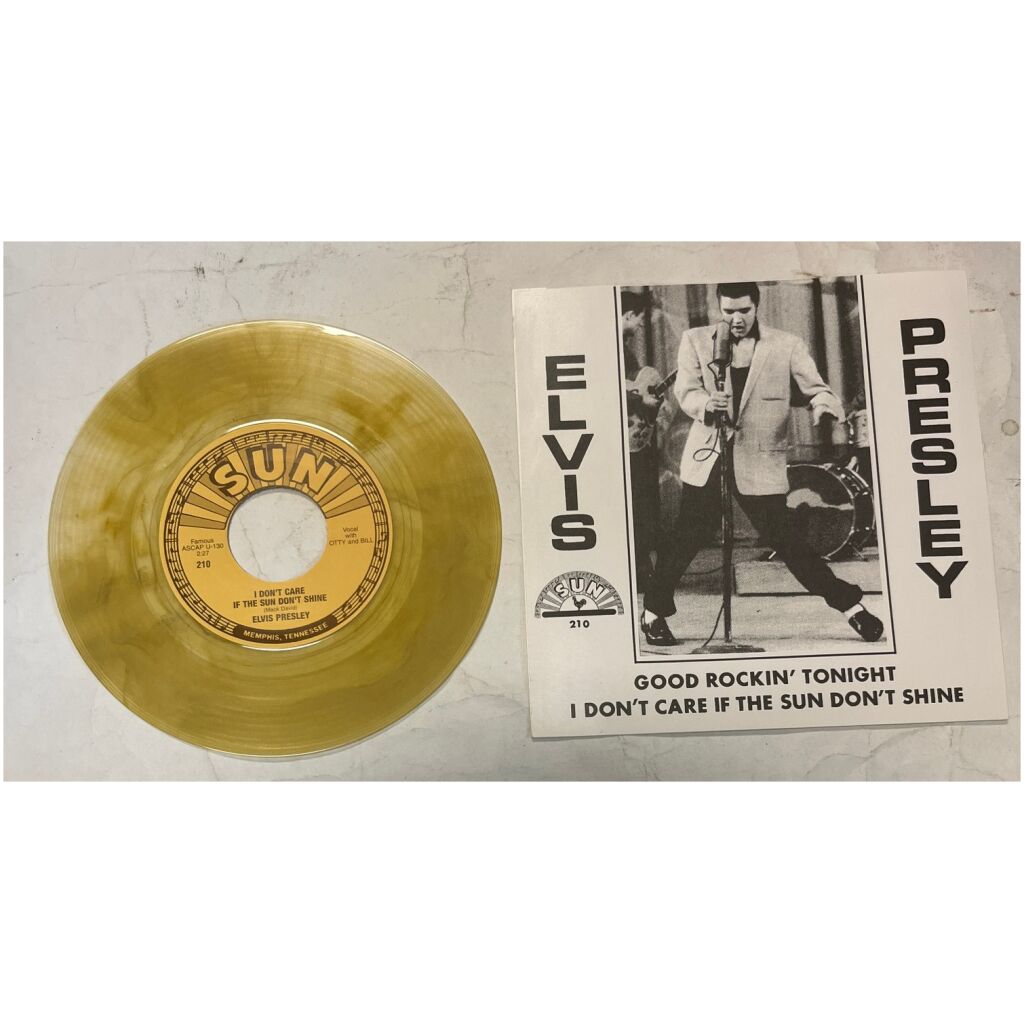 SUN
Famous
ASCAP U-130
2:27
210
Vocal
with
OTTY and BILL
I DON'T CARE
IF THE SUN DON'T SHINE
(Mack David)
ELVIS PRESLEY
MEMPHIS, TENNESSEE
ELVIS
PRESLEY
SUN
210
GOOD ROCKIN' TONIGHT
I DON'T CARE IF THE SUN DON'T SHINE